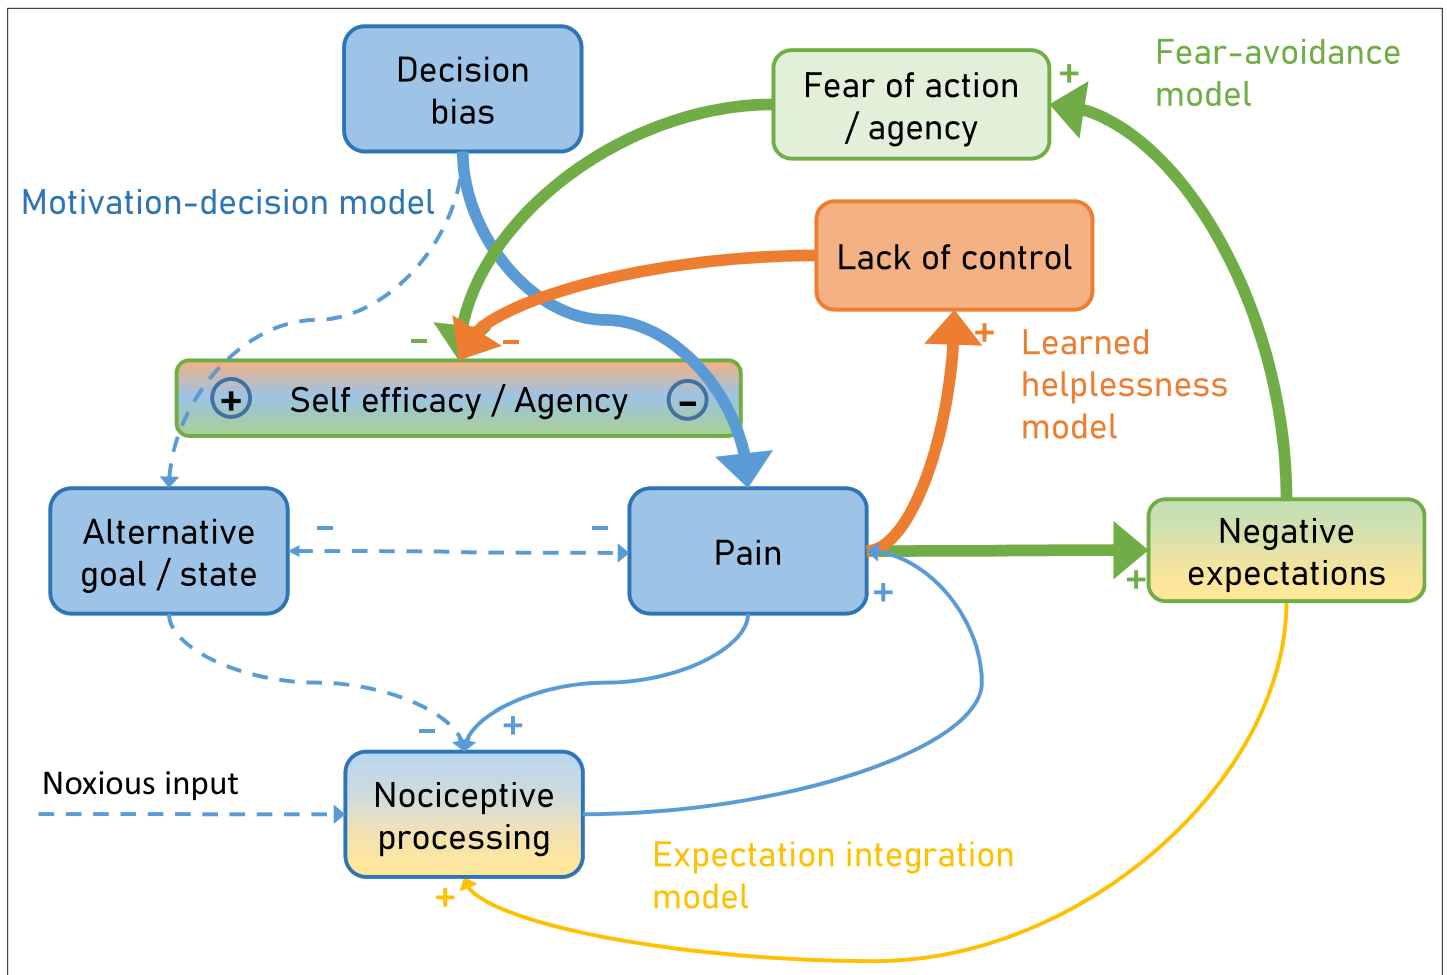 Decision
bias
Fear of action
/ agency
+
Fear-avoidance
model
Motivation-decision model
Lack of control
+
Learned
helplessness
model
−
−
+
Self efficacy / Agency
−
Alternative
goal / state
−
−
Pain
+
Negative
expectations
+
−
+
Noxious input
Nociceptive
processing
+
Expectation integration
model